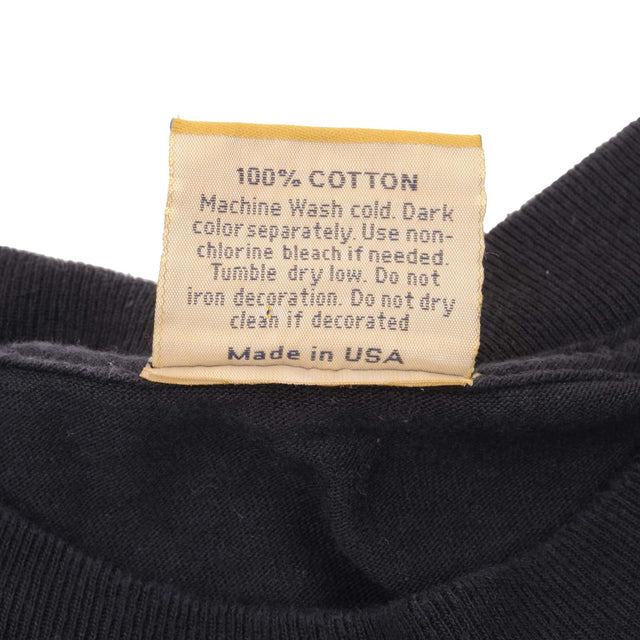 100% COTTON
Machine Wash cold. Dark
color separately. Use non-
chlorine bleach if needed.
Tumble dry low. Do not
iron decoration. Do not dry
clean if decorated
Made in USA